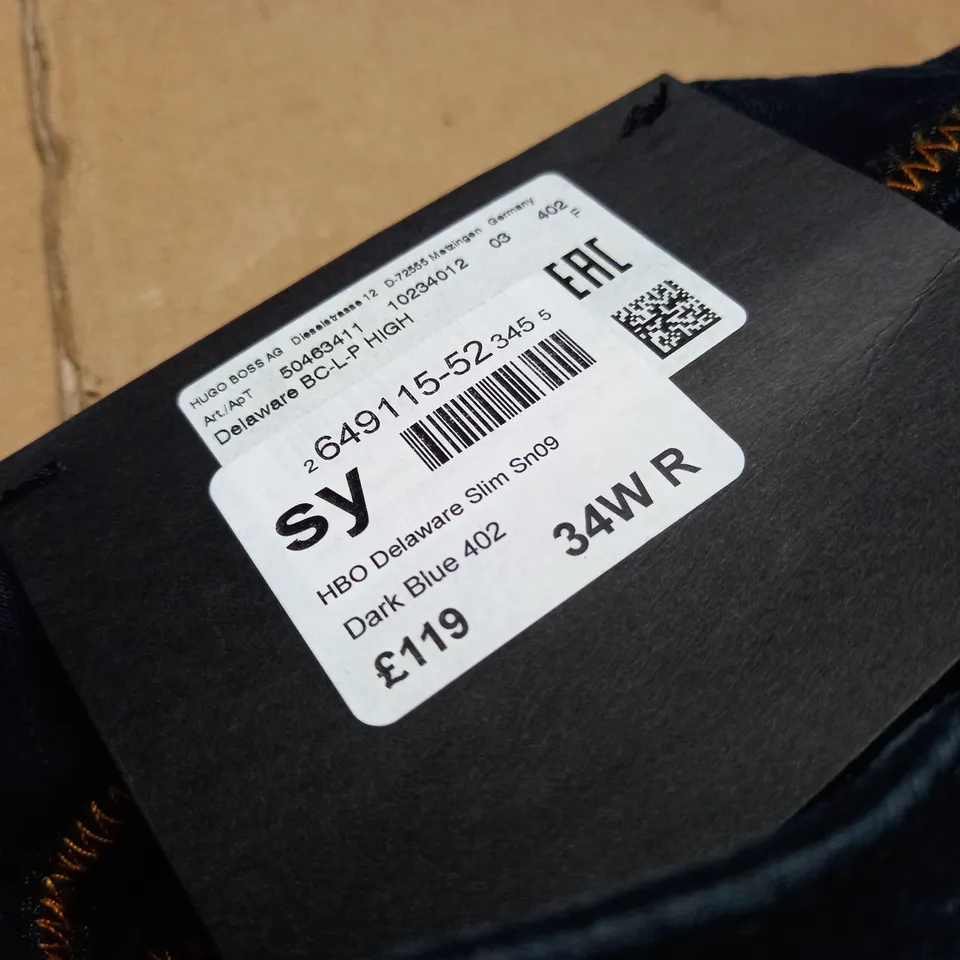 HUGO BOSS AG Dieselstrasse 12 D-72555 Metzingen Germany
Art./ApT 50463411 10234012 03 402 F
Delaware BC-L-P HIGH
EAC
2 649115-52 345 5
sy
HBO Delaware Slim Sn09
Dark Blue 402
34W R
£119